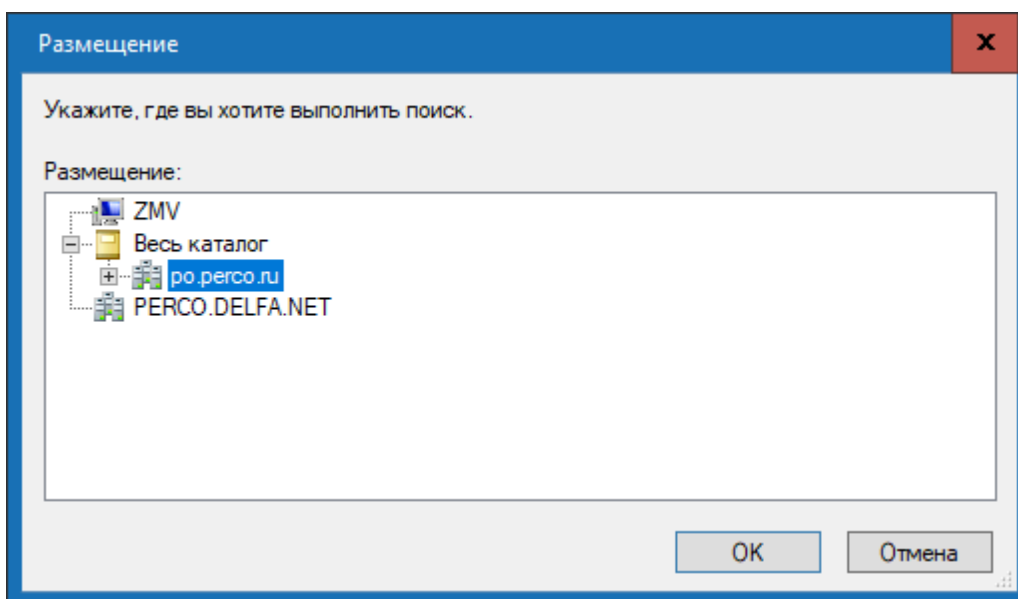 Размещение
Укажите, где вы хотите выполнить поиск.
Размещение:
ZMV
Весь каталог
po.perco.ru
PERCO.DELFA.NET
OK
Отмена